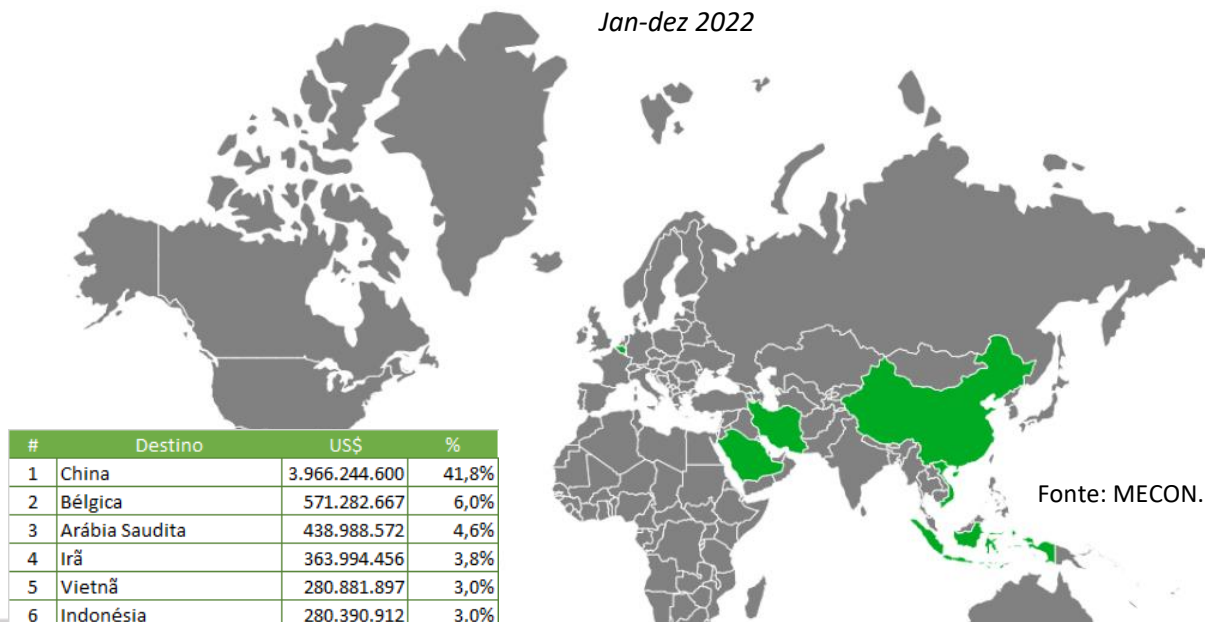 Jan-dez 2022
# Destino US$ %
1 China 3.966.244.600 41,8%
2 Bélgica 571.282.667 6,0%
3 Arábia Saudita 438.988.572 4,6%
4 Irã 363.994.456 3,8%
5 Vietnã 280.881.897 3,0%
6 Indonésia 280.390.912 3,0%
Fonte: MECON.